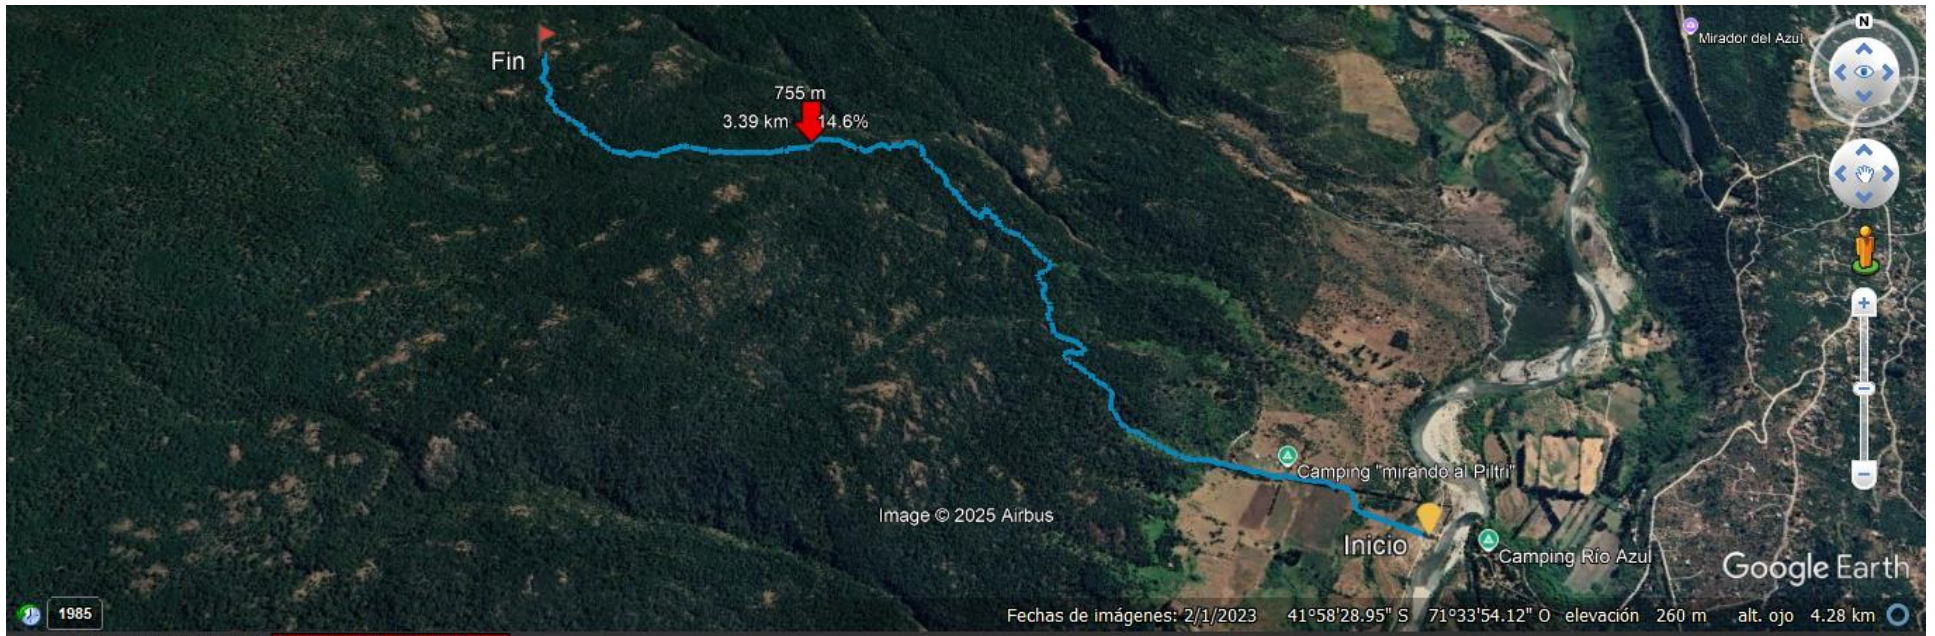 N
Mirador del Azul
Fin
755 m
3.39 km 14.6%
Camping "mirando al Piltri"
Image © 2025 Airbus
Inicio
Camping Río Azul
Google Earth
1985
Fechas de imágenes: 2/1/2023 41°58'28.95" S 71°33'54.12" O elevación 260 m alt. ojo 4.28 km